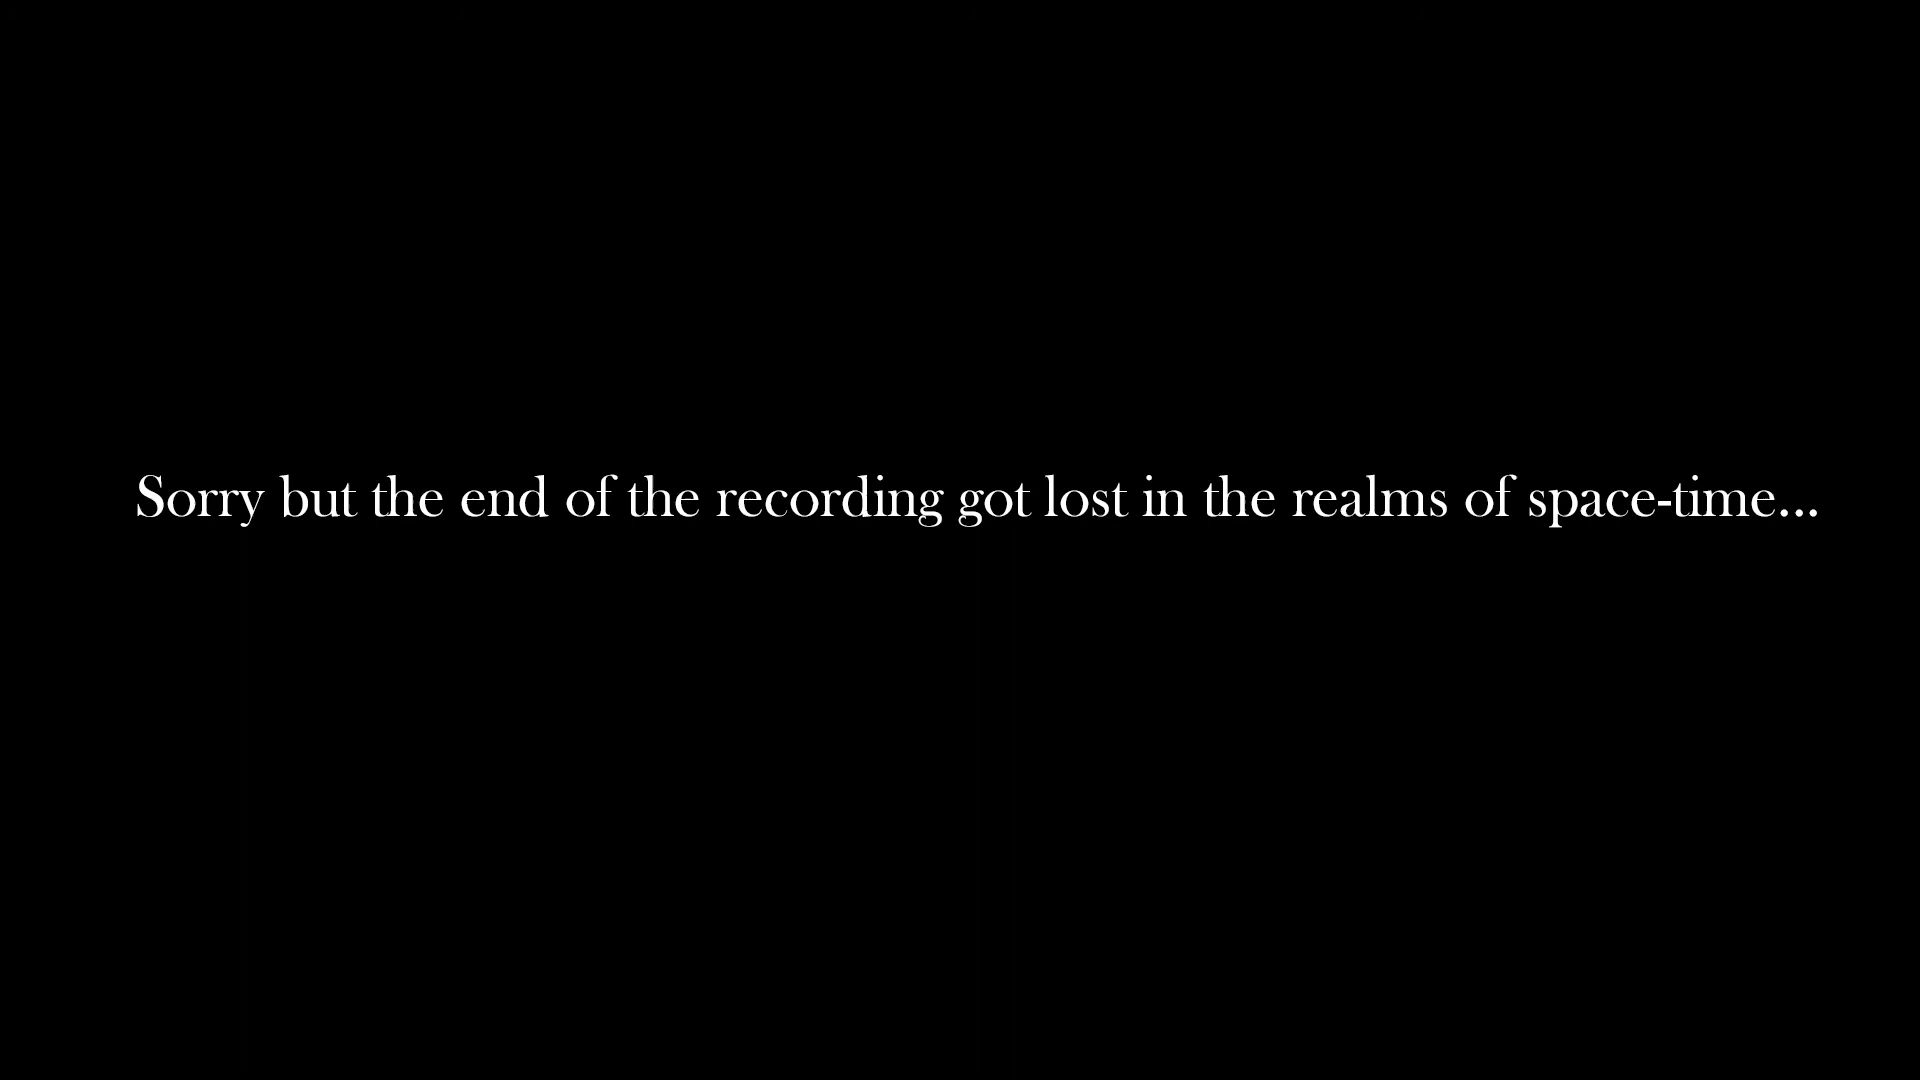 Sorry but the end of the recording got lost in the realms of space-time...